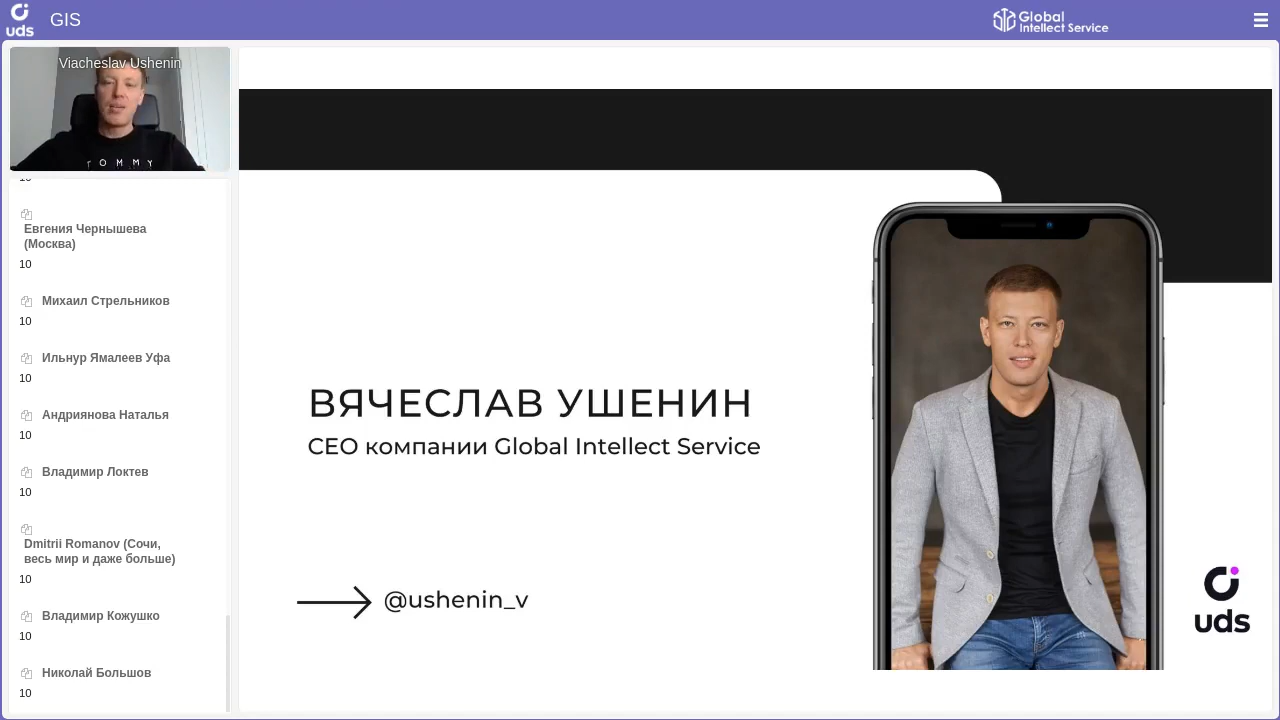 uds
GIS
Global
Intellect Service
Viacheslav Ushenin
TOMMY
10
Евгения Чернышева
(Москва)
10
Михаил Стрельников
10
Ильнур Ямалеев Уфа
10
Андриянова Наталья
10
Владимир Локтев
10
Dmitrii Romanov (Сочи,
весь мир и даже больше)
10
Владимир Кожушко
10
Николай Большов
10
ВЯЧЕСЛАВ УШЕНИН
CEO компании Global Intellect Service
@ushenin_v
uds